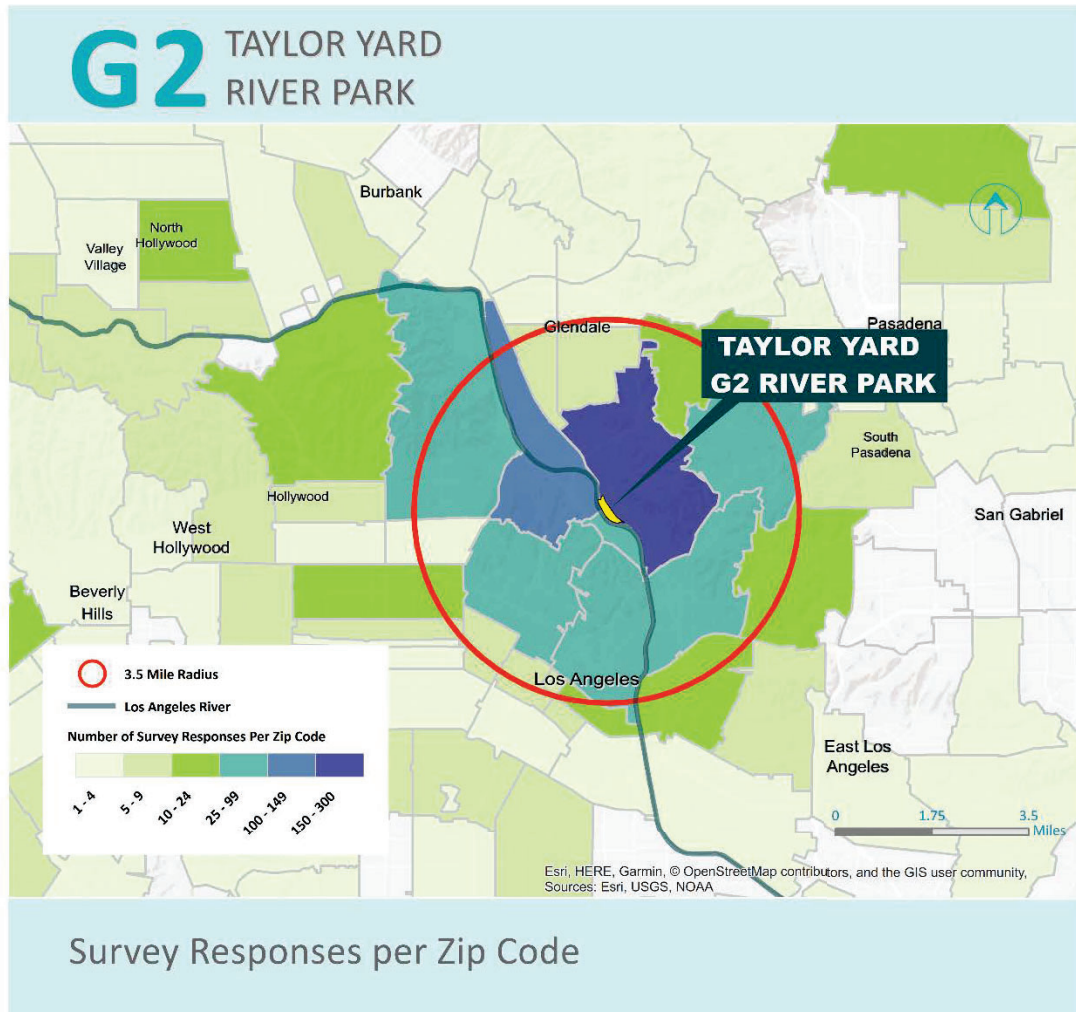 G2 TAYLOR YARD
RIVER PARK
Burbank
North
Hollywood
Valley
Village
Glendale
Pasadena
TAYLOR YARD
G2 RIVER PARK
South
Pasadena
Hollywood
West
Hollywood
San Gabriel
Beverly
Hills
Los Angeles
East Los
Angeles
3.5 Mile Radius
Los Angeles River
Number of Survey Responses Per Zip Code
1 - 4
5 - 9
10 - 24
25 - 99
100 - 149
150 - 300
0 1.75 3.5
Miles
Esri, HERE, Garmin, © OpenStreetMap contributors, and the GIS user community,
Sources: Esri, USGS, NOAA
Survey Responses per Zip Code